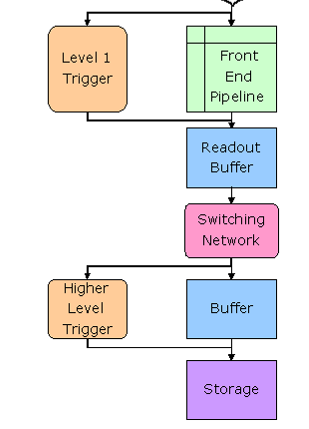 Level 1
Trigger
Front
End
Pipeline
Readout
Buffer
Switching
Network
Higher
Level
Trigger
Buffer
Storage